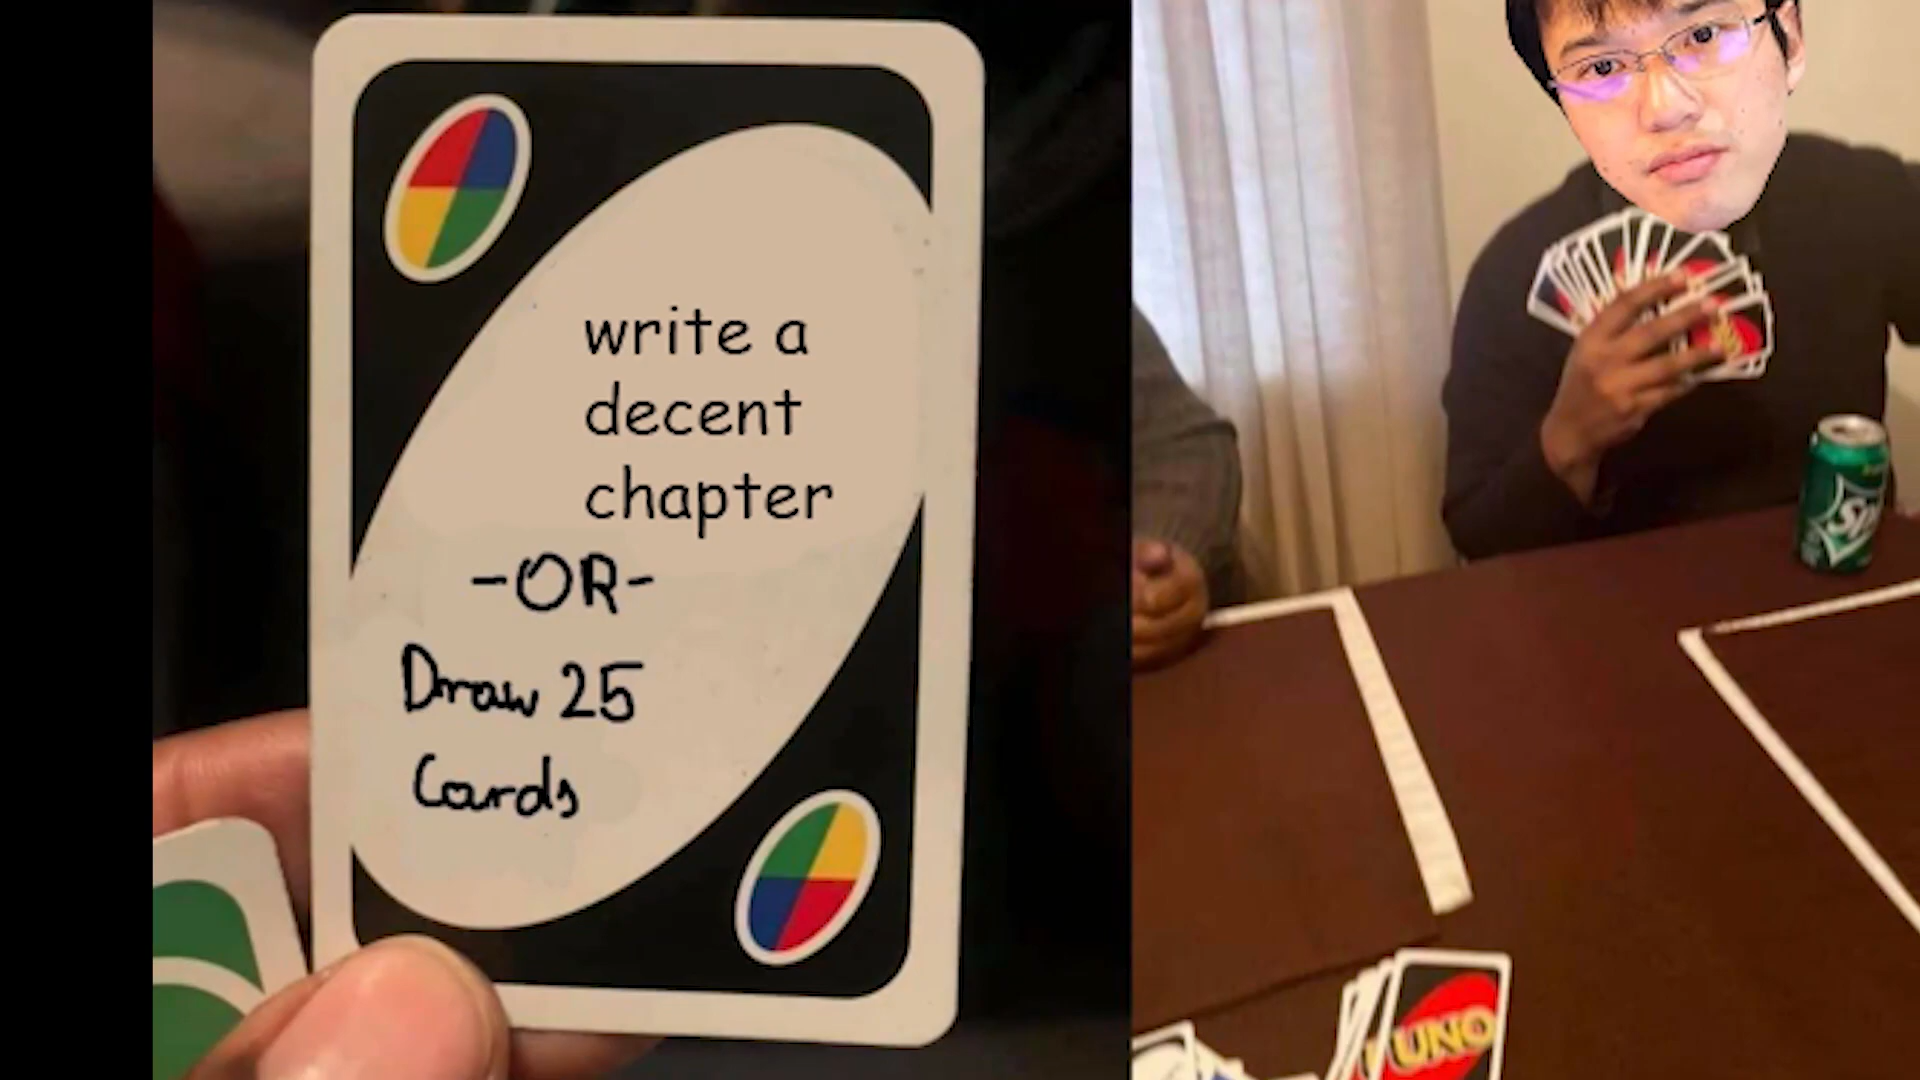 write a
decent
chapter
-OR-
Draw 25
Cards
UNO